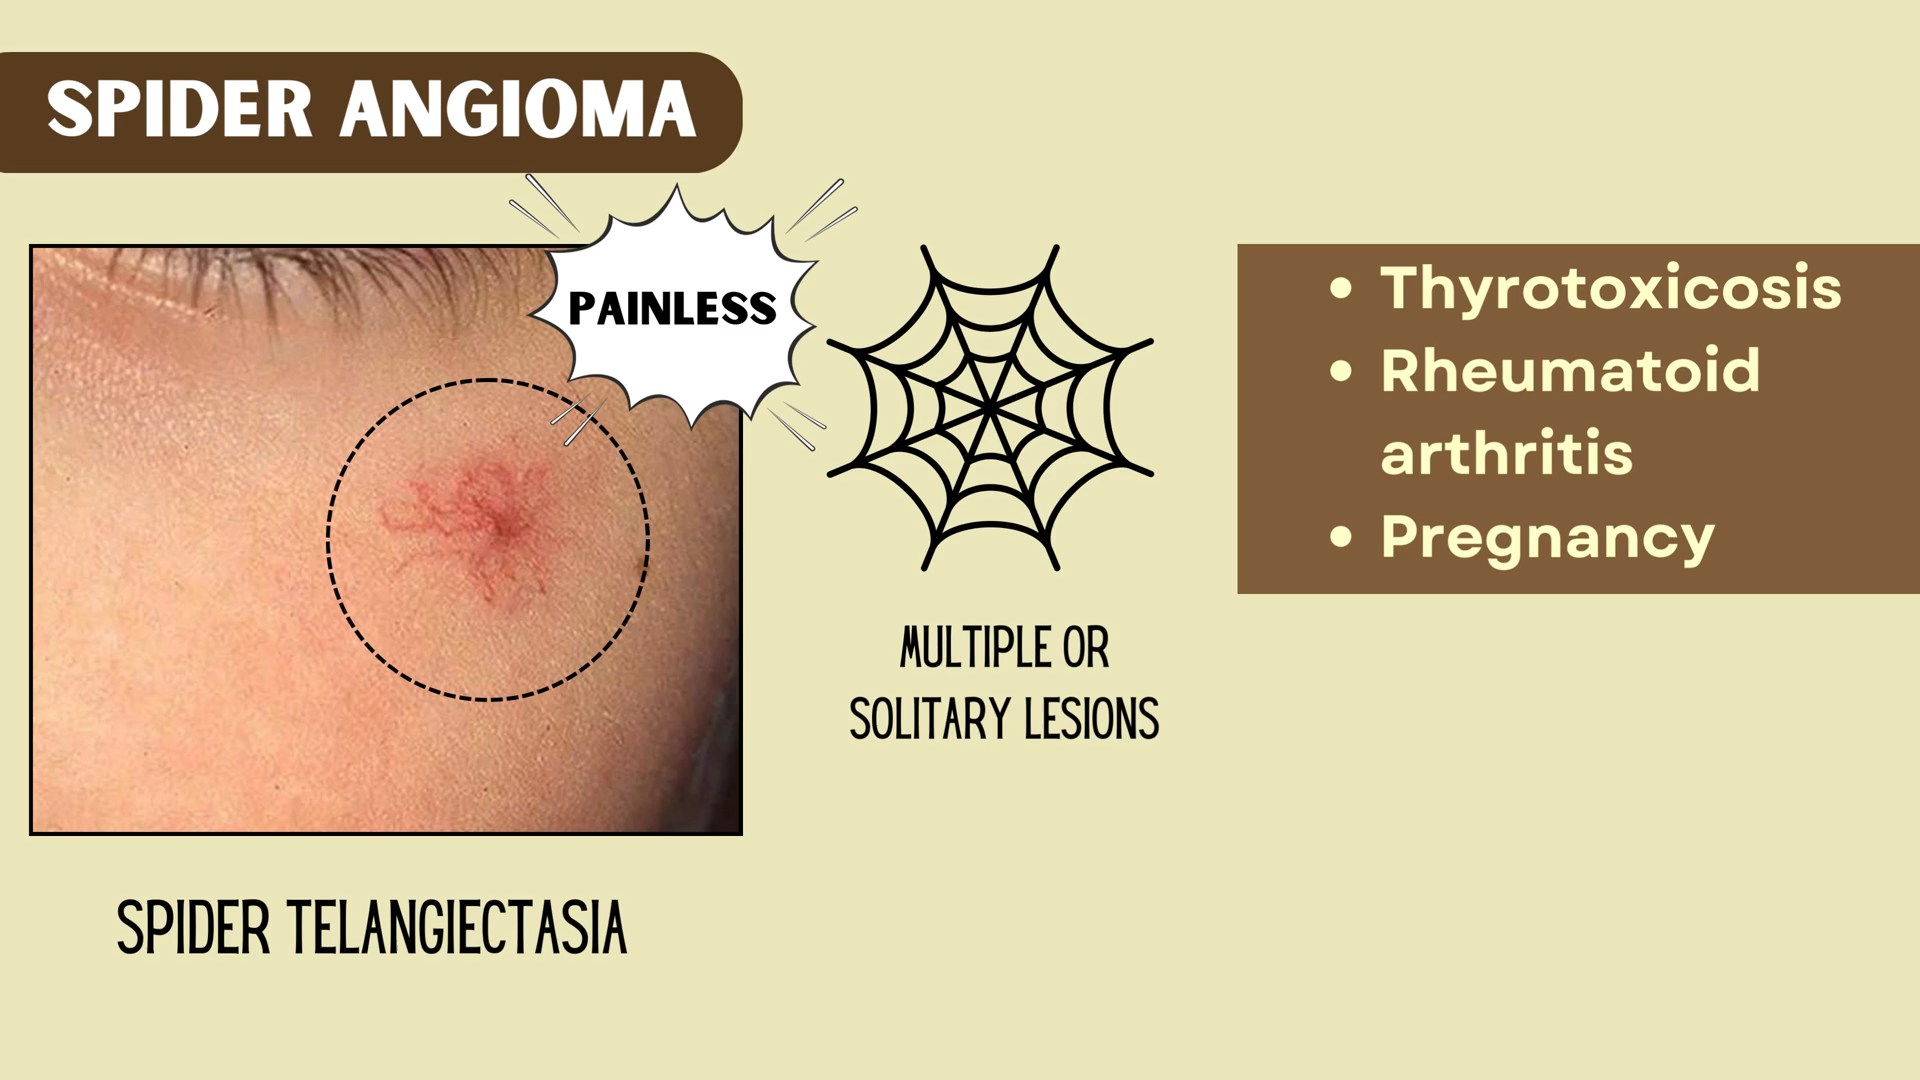 SPIDER ANGIOMA
PAINLESS
SPIDER TELANGIECTASIA
MULTIPLE OR
SOLITARY LESIONS
• Thyrotoxicosis
• Rheumatoid
arthritis
• Pregnancy